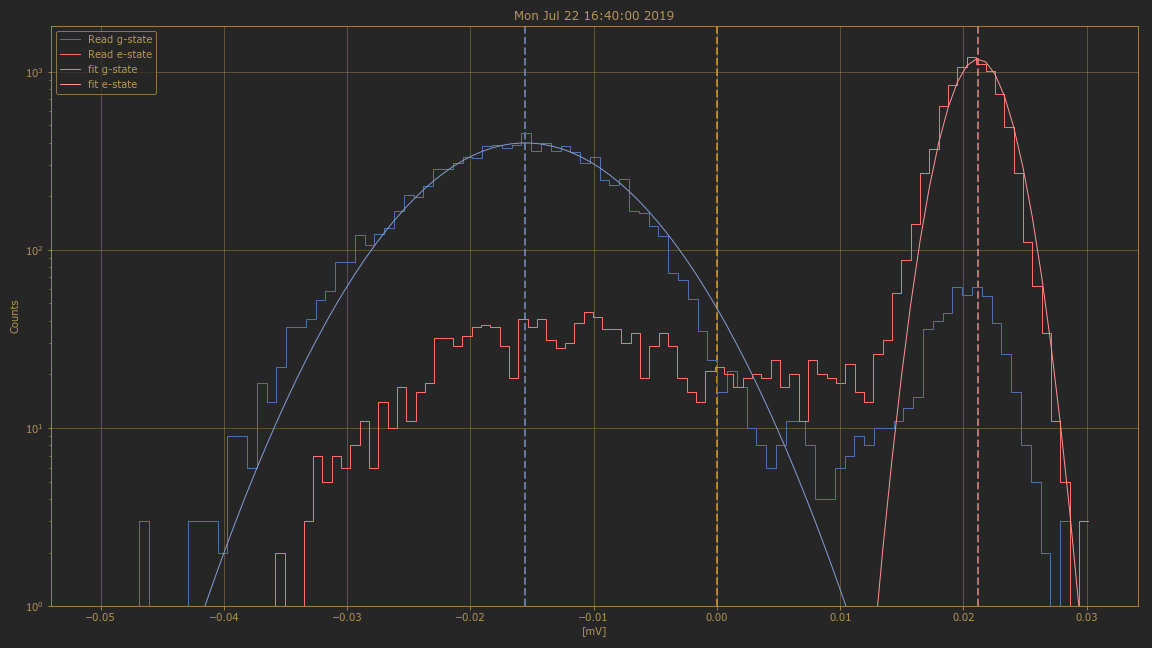 Mon Jul 22 16:40:00 2019
Read g-state
Read e-state
fit g-state
fit e-state
Counts
10³
10²
10¹
10⁰
−0.05 −0.04 −0.03 −0.02 −0.01 0.00 0.01 0.02 0.03
[mV]